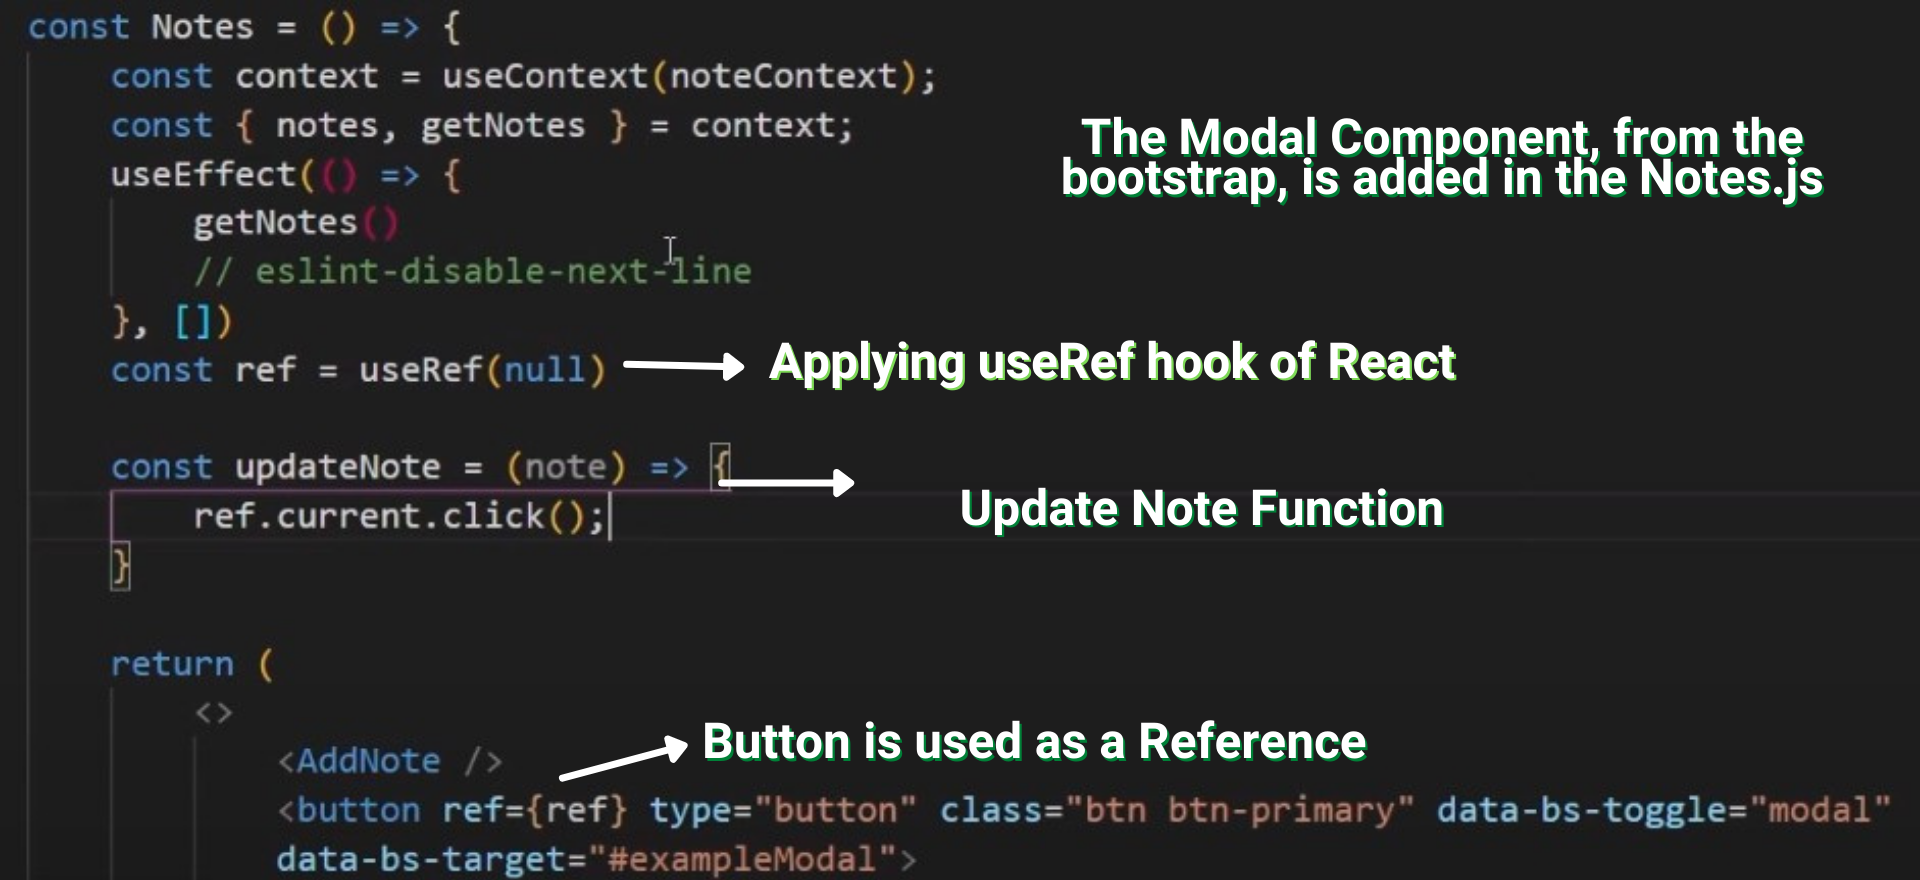 const Notes = () => {
const context = useContext(noteContext);
const { notes, getNotes } = context;
useEffect(() => {
getNotes()
// eslint-disable-next-line
}, [])
const ref = useRef(null)
const updateNote = (note) => {
ref.current.click();
}
return (
<>
<AddNote />
<button ref={ref} type="button" class="btn btn-primary" data-bs-toggle="modal"
data-bs-target="#exampleModal">
The Modal Component, from the
bootstrap, is added in the Notes.js
Applying useRef hook of React
Update Note Function
Button is used as a Reference